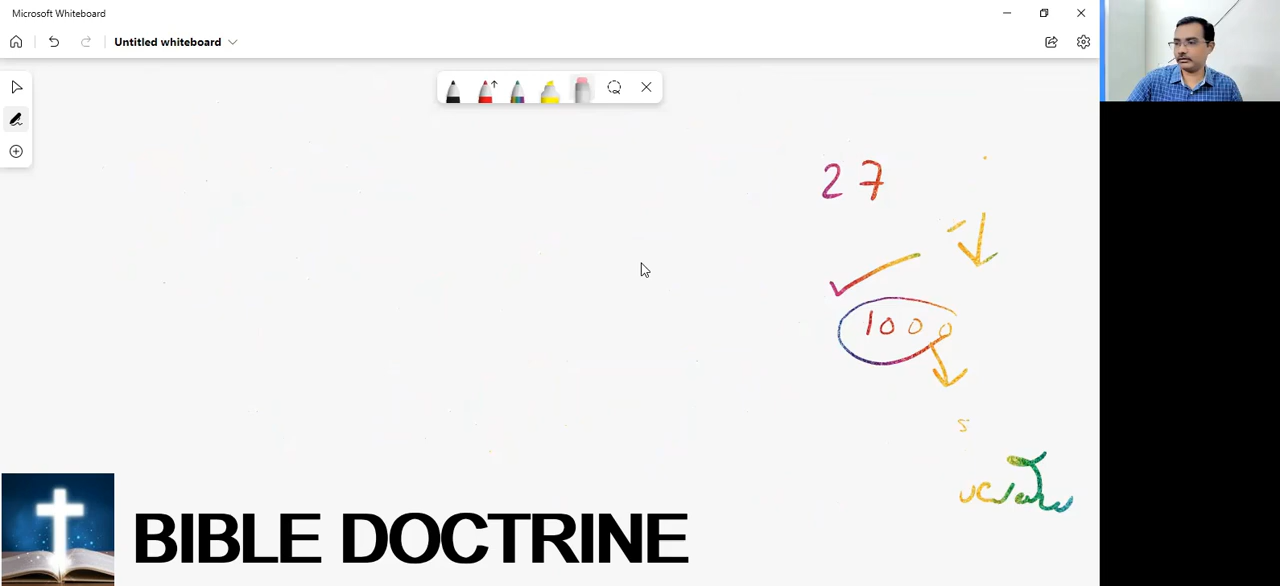 Microsoft Whiteboard
Untitled whiteboard
27
1000
BIBLE DOCTRINE